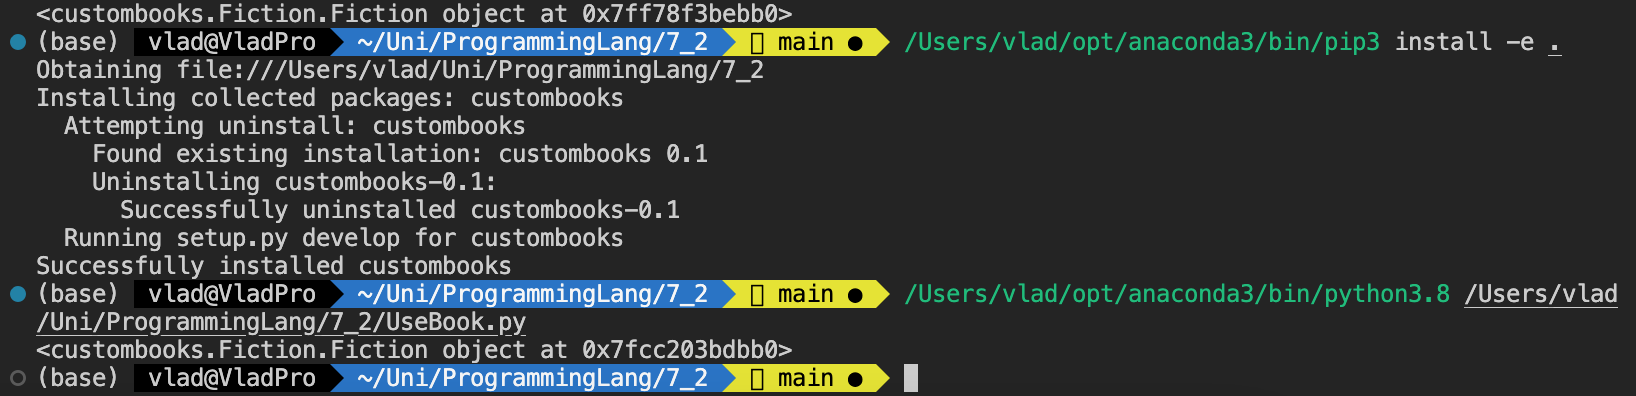 <custombooks.Fiction.Fiction object at 0x7ff78f3bebb0>
(base) vlad@VladPro ~/Uni/ProgrammingLang/7_2 main ● /Users/vlad/opt/anaconda3/bin/pip3 install -e .
Obtaining file:///Users/vlad/Uni/ProgrammingLang/7_2
Installing collected packages: custombooks
Attempting uninstall: custombooks
Found existing installation: custombooks 0.1
Uninstalling custombooks-0.1:
Successfully uninstalled custombooks-0.1
Running setup.py develop for custombooks
Successfully installed custombooks
(base) vlad@VladPro ~/Uni/ProgrammingLang/7_2 main ● /Users/vlad/opt/anaconda3/bin/python3.8 /Users/vlad
/Uni/ProgrammingLang/7_2/UseBook.py
<custombooks.Fiction.Fiction object at 0x7fcc203bdbb0>
(base) vlad@VladPro ~/Uni/ProgrammingLang/7_2 main ●